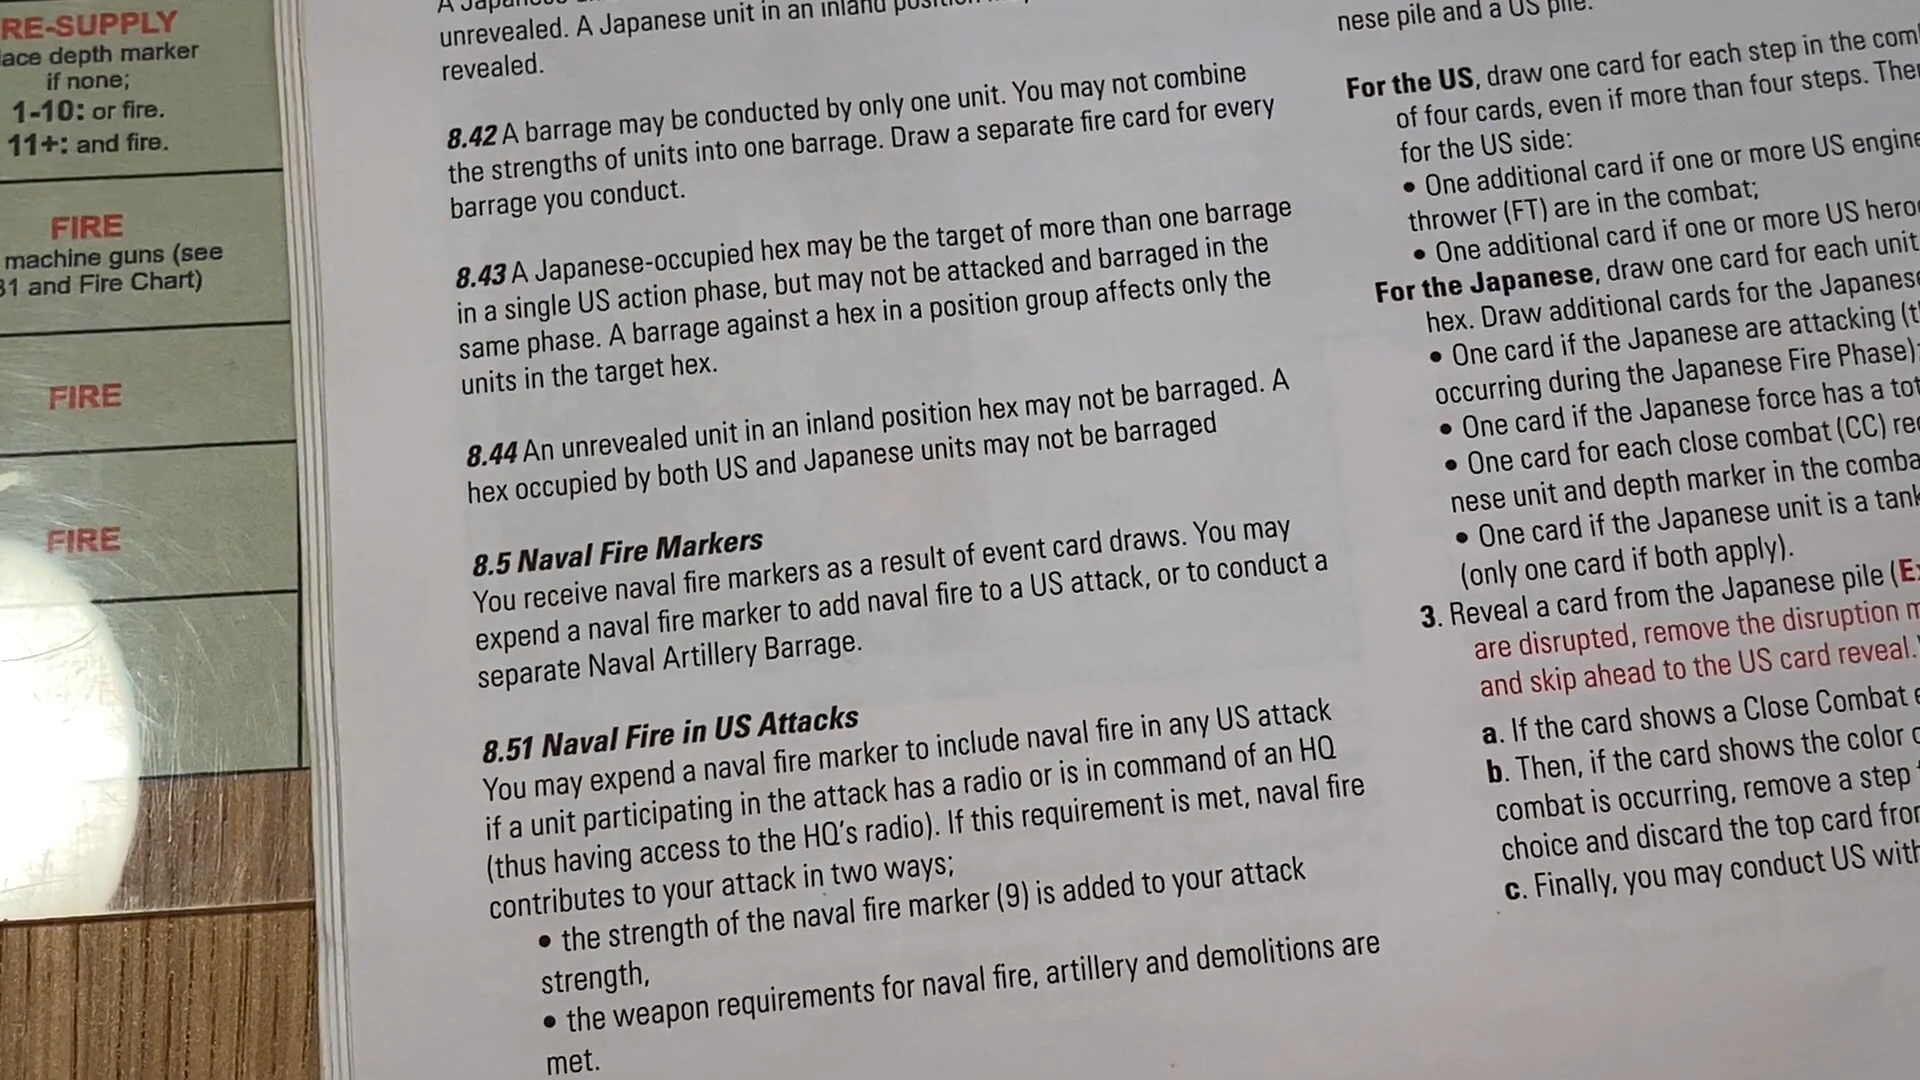 RE-SUPPLY
depth marker
if none;
1-10: or fire.
11+: and fire.
FIRE
machine guns (see
and Fire Chart)
FIRE
FIRE
unrevealed. A Japanese unit in an inland
revealed.
8.42 A barrage may be conducted by only one unit. You may not combine
the strengths of units into one barrage. Draw a separate fire card for every
barrage you conduct.
8.43 A Japanese-occupied hex may be the target of more than one barrage
in a single US action phase, but may not be attacked and barraged in the
same phase. A barrage against a hex in a position group affects only the
units in the target hex.
8.44 An unrevealed unit in an inland position hex may not be barraged. A
hex occupied by both US and Japanese units may not be barraged
8.5 Naval Fire Markers
You receive naval fire markers as a result of event card draws. You may
expend a naval fire marker to add naval fire to a US attack, or to conduct a
separate Naval Artillery Barrage.
8.51 Naval Fire in US Attacks
You may expend a naval fire marker to include naval fire in any US attack
if a unit participating in the attack has a radio or is in command of an HQ
(thus having access to the HQ's radio). If this requirement is met, naval fire
contributes to your attack in two ways;
• the strength of the naval fire marker (9) is added to your attack
strength,
• the weapon requirements for naval fire, artillery and demolitions are
met.
nese pile and a US pile.
For the US, draw one card for each step in the
of four cards, even if more than four steps.
for the US side:
• One additional card if one or more US
thrower (FT) are in the combat;
• One additional card if one or more US
For the Japanese, draw one card for each unit
hex. Draw additional cards for the Japanese
• One card if the Japanese are attacking
occurring during the Japanese Fire Phase);
• One card if the Japanese force has a
• One card for each close combat (CC)
nese unit and depth marker in the
• One card if the Japanese unit is a
(only one card if both apply).
3. Reveal a card from the Japanese pile
are disrupted, remove the disruption
and skip ahead to the US card reveal.
a. If the card shows a Close Combat
b. Then, if the card shows the color
combat is occurring, remove a step
choice and discard the top card
c. Finally, you may conduct US